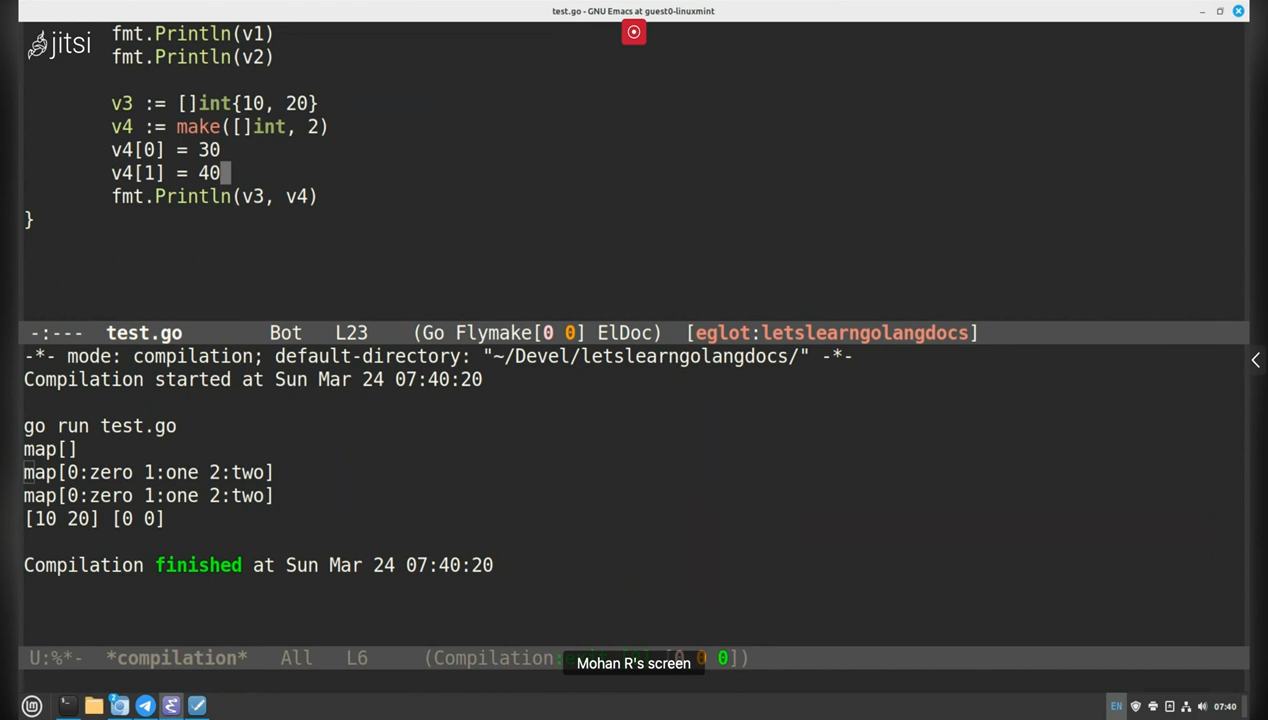 test.go - GNU Emacs at guest0-linuxmint
jitsi
fmt.Println(v1)
fmt.Println(v2)
v3 := []int{10, 20}
v4 := make([]int, 2)
v4[0] = 30
v4[1] = 40
fmt.Println(v3, v4)
}
-:--- test.go Bot L23 (Go Flymake[0 0] ElDoc) [eglot:letslearngolangdocs]
-*- mode: compilation; default-directory: "~/Devel/letslearngolangdocs/" -*-
Compilation started at Sun Mar 24 07:40:20
go run test.go
map[]
map[0:zero 1:one 2:two]
map[0:zero 1:one 2:two]
[10 20] [0 0]
Compilation finished at Sun Mar 24 07:40:20
U:%*- *compilation* All L6 (Compilation: 0 0])
Mohan R's screen
2
EN 07:40